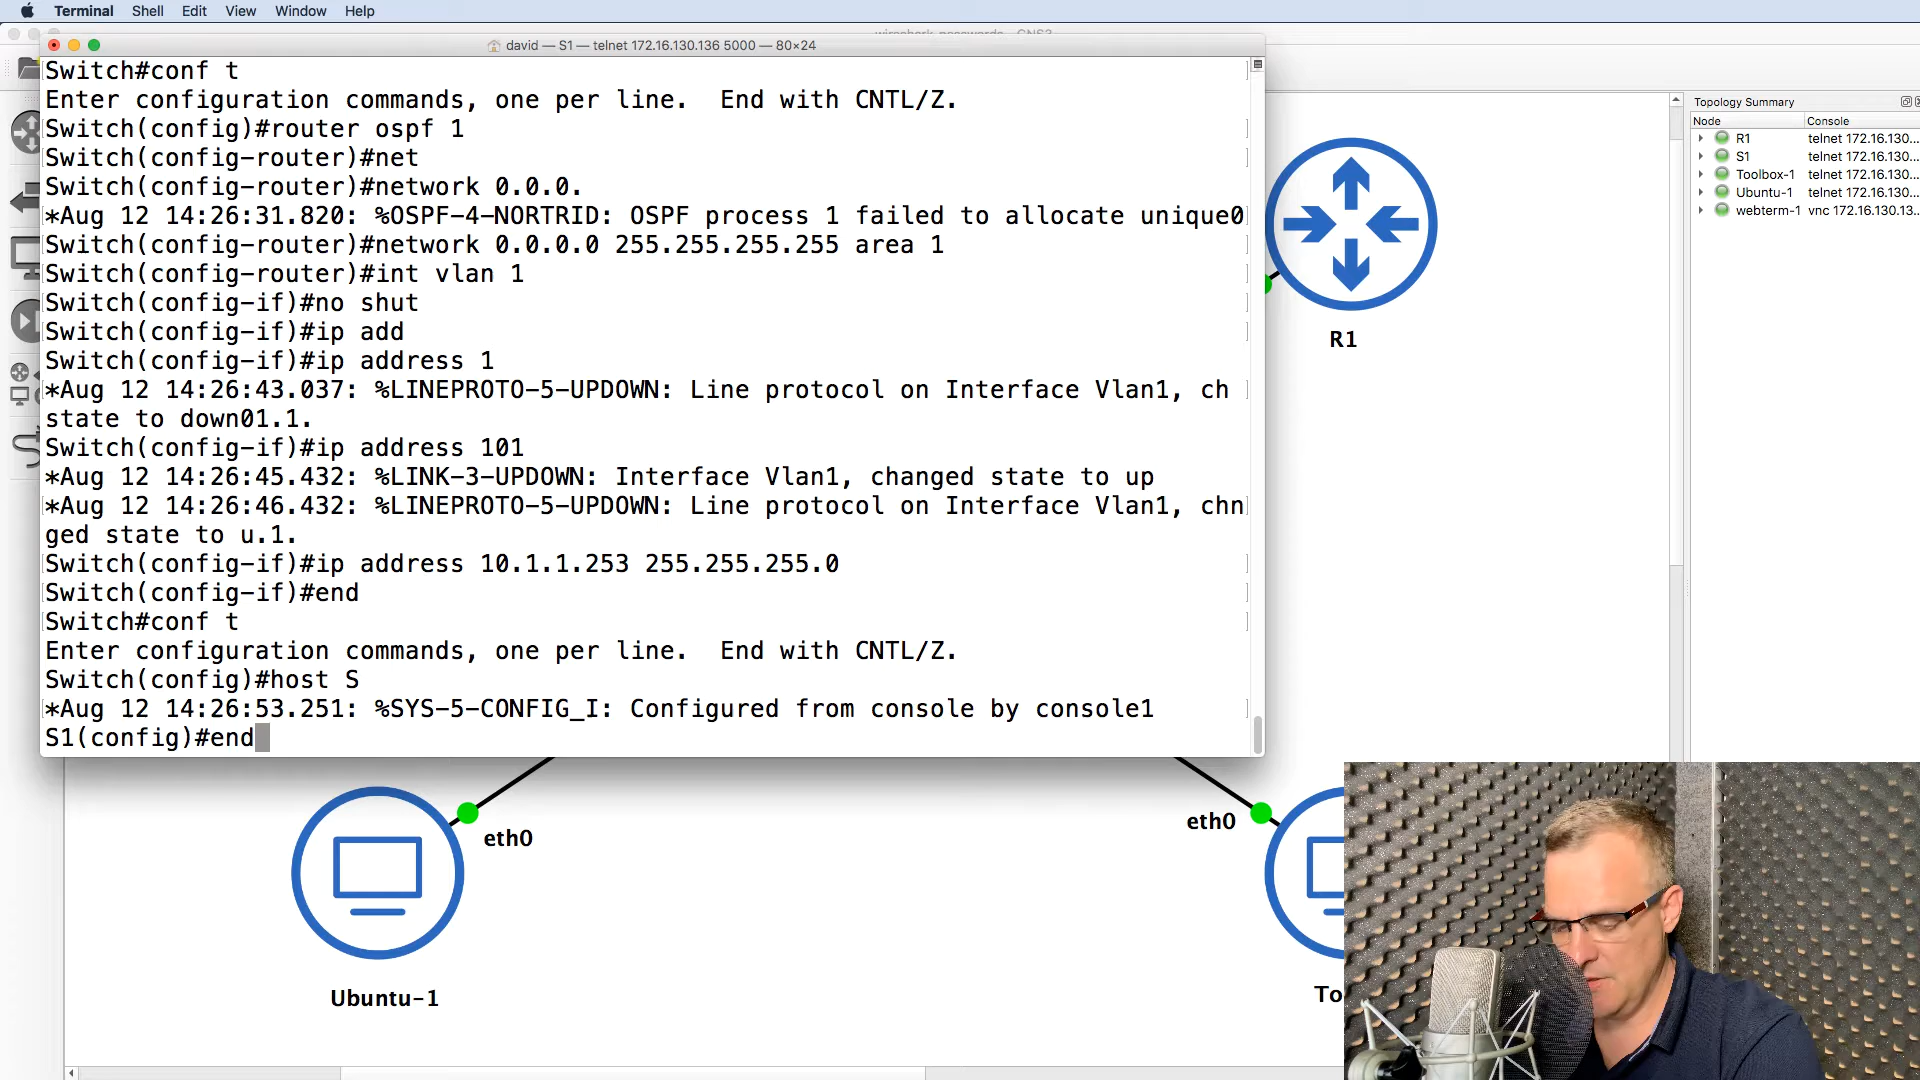 Terminal Shell Edit View Window Help
david — S1 — telnet 172.16.130.136 5000 — 80×24
Switch#conf t
Enter configuration commands, one per line.  End with CNTL/Z.
Switch(config)#router ospf 1
Switch(config-router)#net
Switch(config-router)#network 0.0.0.
*Aug 12 14:26:31.820: %OSPF-4-NORTRID: OSPF process 1 failed to allocate unique0
Switch(config-router)#network 0.0.0.0 255.255.255.255 area 1
Switch(config-router)#int vlan 1
Switch(config-if)#no shut
Switch(config-if)#ip add
Switch(config-if)#ip address 1
*Aug 12 14:26:43.037: %LINEPROTO-5-UPDOWN: Line protocol on Interface Vlan1, ch
state to down01.1.
Switch(config-if)#ip address 101
*Aug 12 14:26:45.432: %LINK-3-UPDOWN: Interface Vlan1, changed state to up
*Aug 12 14:26:46.432: %LINEPROTO-5-UPDOWN: Line protocol on Interface Vlan1, chn
ged state to u.1.
Switch(config-if)#ip address 10.1.1.253 255.255.255.0
Switch(config-if)#end
Switch#conf t
Enter configuration commands, one per line.  End with CNTL/Z.
Switch(config)#host S
*Aug 12 14:26:53.251: %SYS-5-CONFIG_I: Configured from console by console1
S1(config)#end
Topology Summary
Node Console
R1 telnet 172.16.130...
S1 telnet 172.16.130...
Toolbox-1 telnet 172.16.130...
Ubuntu-1 telnet 172.16.130...
webterm-1 vnc 172.16.130.13...
R1
eth0
eth0
Ubuntu-1
To